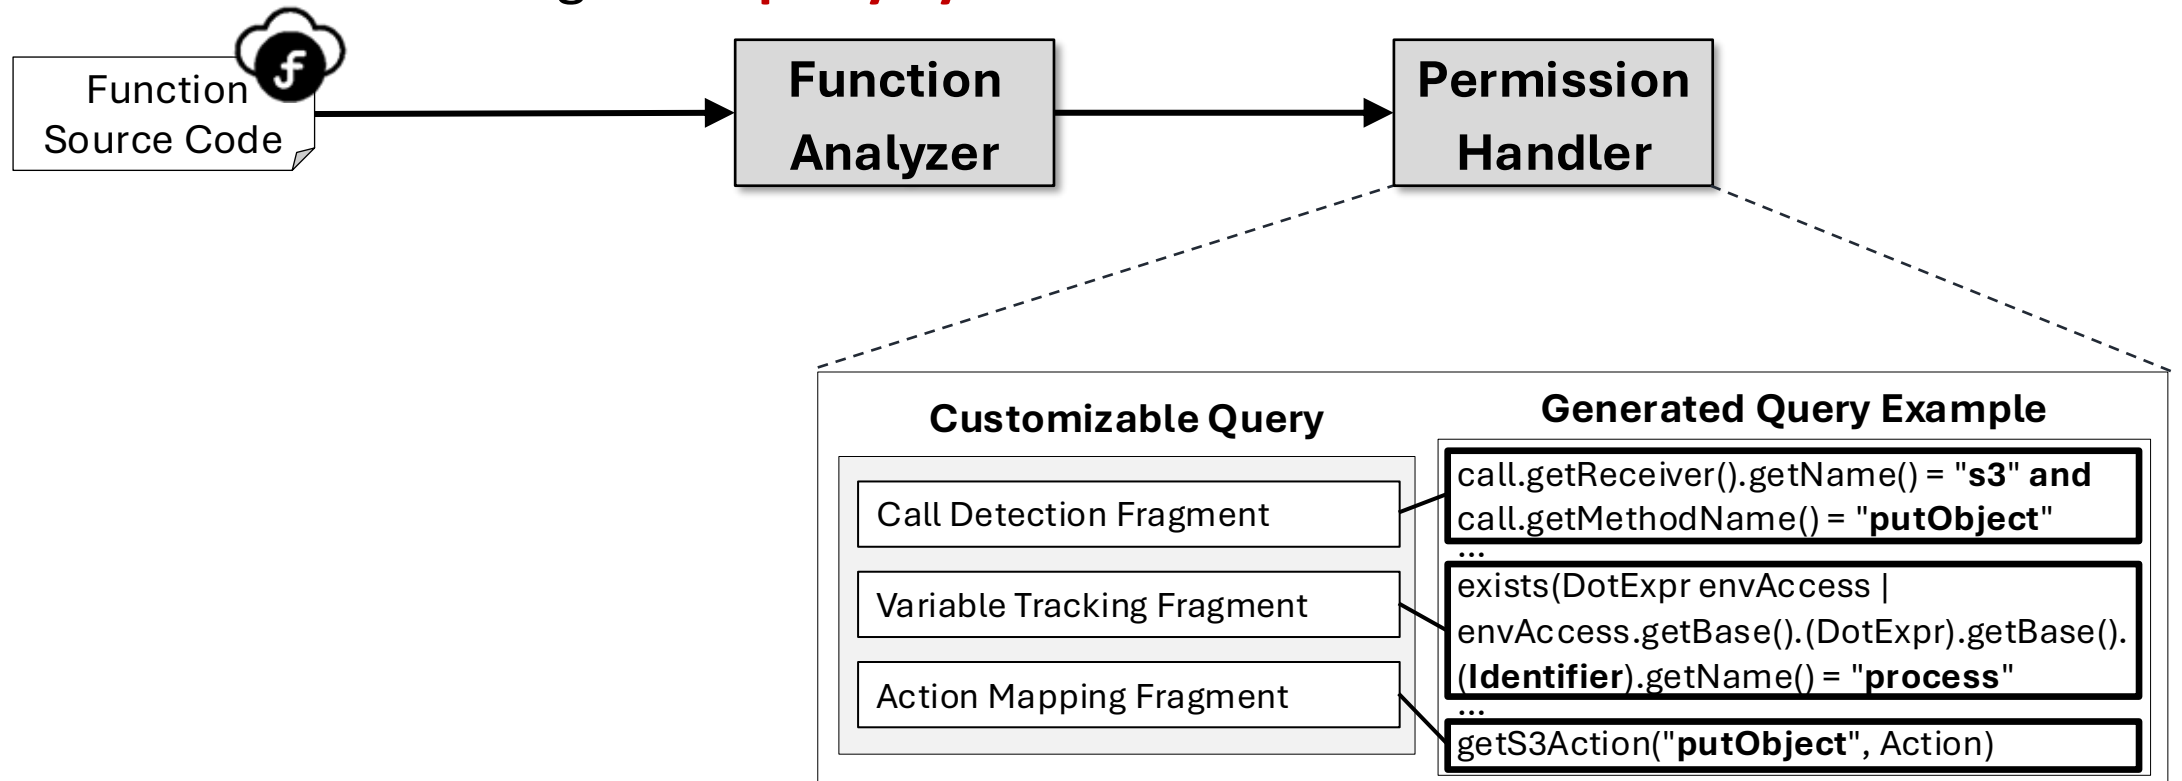 Function
Source Code
Function
Analyzer
Permission
Handler
Customizable Query
Call Detection Fragment
Variable Tracking Fragment
Action Mapping Fragment
Generated Query Example
call.getReceiver().getName() = "s3" and
call.getMethodName() = "putObject"
...
exists(DotExpr envAccess |
envAccess.getBase().(DotExpr).getBase().
(Identifier).getName() = "process"
...
getS3Action("putObject", Action)